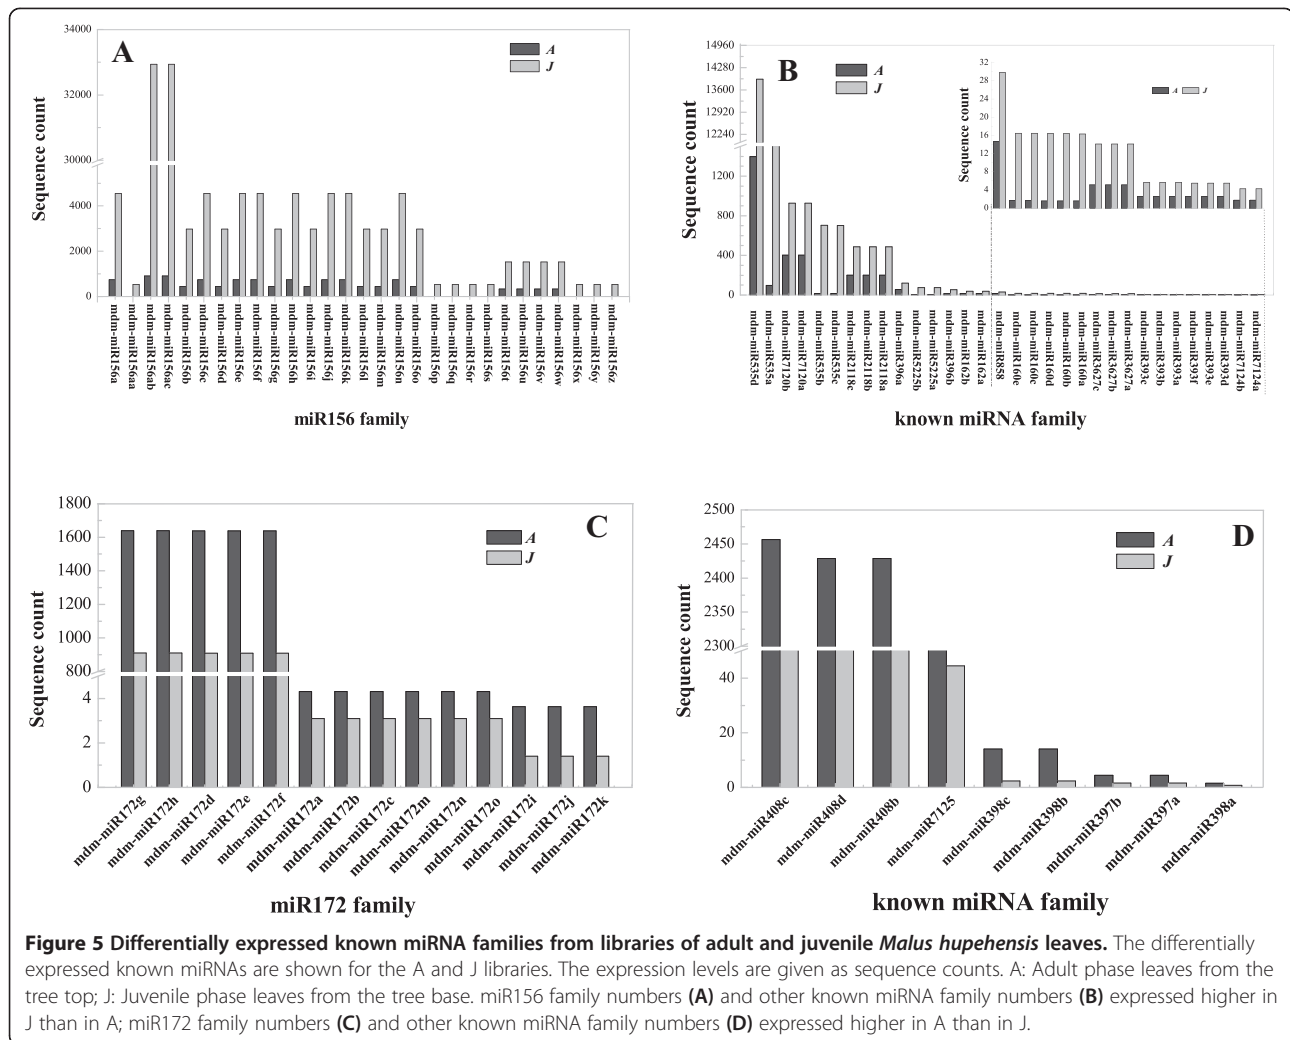 A
A
J
34000
32000
30000
4000
2000
0
Sequence count
mdm-miR156a
mdm-miR156aa
mdm-miR156ab
mdm-miR156ac
mdm-miR156b
mdm-miR156c
mdm-miR156d
mdm-miR156e
mdm-miR156f
mdm-miR156g
mdm-miR156h
mdm-miR156i
mdm-miR156j
mdm-miR156k
mdm-miR156l
mdm-miR156m
mdm-miR156n
mdm-miR156o
mdm-miR156p
mdm-miR156q
mdm-miR156r
mdm-miR156s
mdm-miR156t
mdm-miR156u
mdm-miR156v
mdm-miR156w
mdm-miR156x
mdm-miR156y
mdm-miR156z
miR156 family
B
A
J
14960
14280
13600
12920
12240
1200
800
400
0
Sequence count
32
28
24
20
16
12
8
4
0
Sequence count
A
J
mdm-miR535d
mdm-miR535a
mdm-miR7120b
mdm-miR7120a
mdm-miR535b
mdm-miR535c
mdm-miR2118c
mdm-miR2118b
mdm-miR2118a
mdm-miR396a
mdm-miR5225b
mdm-miR5225a
mdm-miR396b
mdm-miR162b
mdm-miR162a
mdm-miR858
mdm-miR160e
mdm-miR160c
mdm-miR160d
mdm-miR160b
mdm-miR160a
mdm-miR3627c
mdm-miR3627b
mdm-miR3627a
mdm-miR393c
mdm-miR393b
mdm-miR393a
mdm-miR393f
mdm-miR393e
mdm-miR393d
mdm-miR7124b
mdm-miR7124a
known miRNA family
C
A
J
1800
1600
1400
1200
1000
800
4
2
0
Sequence count
mdm-miR172g
mdm-miR172h
mdm-miR172d
mdm-miR172e
mdm-miR172f
mdm-miR172a
mdm-miR172b
mdm-miR172c
mdm-miR172m
mdm-miR172n
mdm-miR172o
mdm-miR172i
mdm-miR172j
mdm-miR172k
miR172 family
D
A
J
2500
2450
2400
2350
2300
40
20
0
Sequence count
mdm-miR408c
mdm-miR408d
mdm-miR408b
mdm-miR7125
mdm-miR398c
mdm-miR398b
mdm-miR397b
mdm-miR397a
mdm-miR398a
known miRNA family
Figure 5 Differentially expressed known miRNA families from libraries of adult and juvenile Malus hupehensis leaves. The differentially
expressed known miRNAs are shown for the A and J libraries. The expression levels are given as sequence counts. A: Adult phase leaves from the
tree top; J: Juvenile phase leaves from the tree base. miR156 family numbers (A) and other known miRNA family numbers (B) expressed higher in
J than in A; miR172 family numbers (C) and other known miRNA family numbers (D) expressed higher in A than in J.